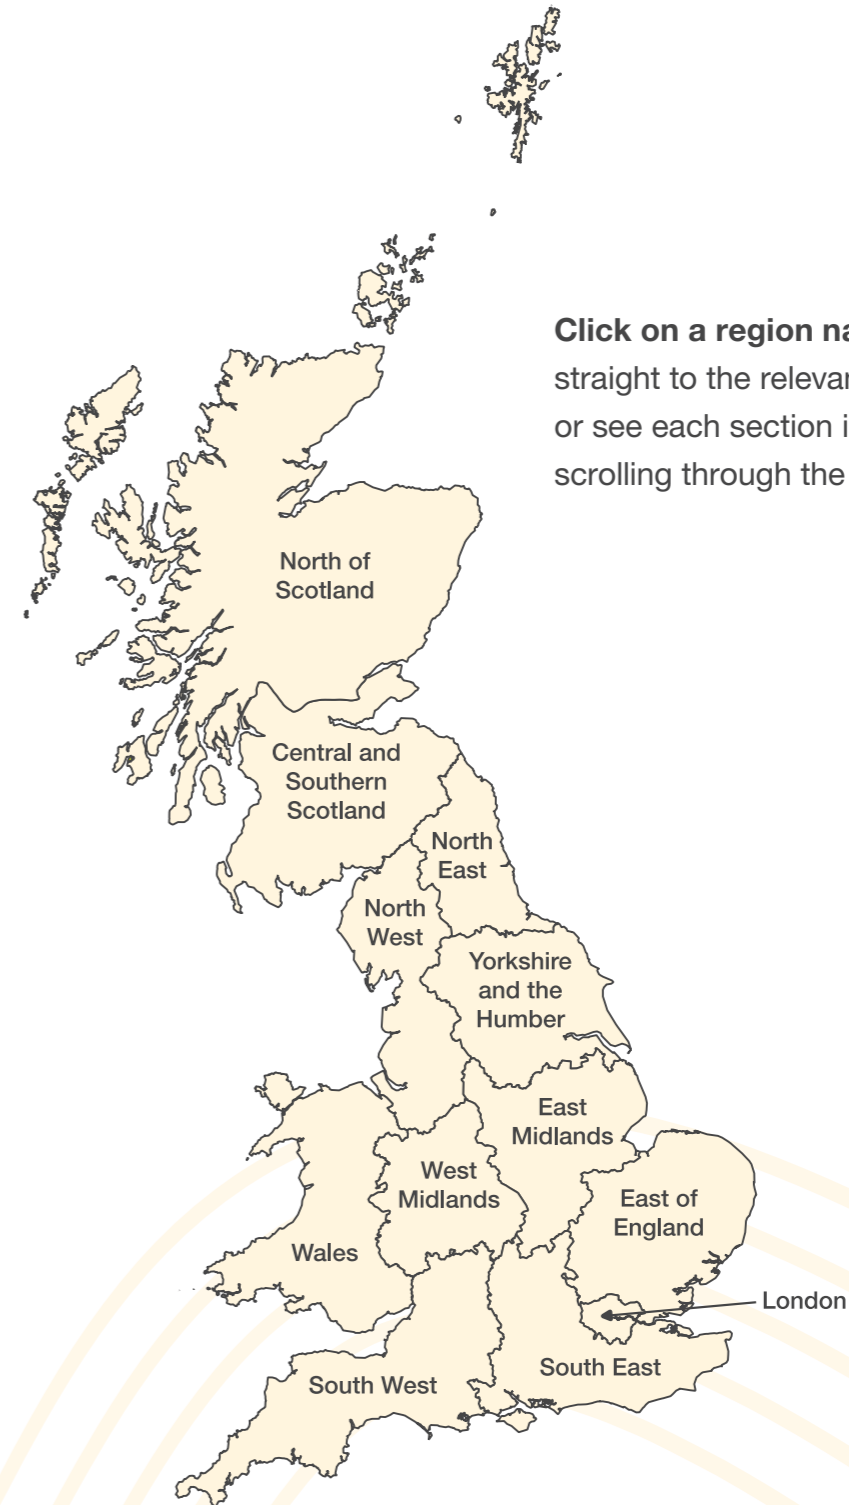 Click on a region na
straight to the relevar
or see each section i
scrolling through the
North of
Scotland
Central and
Southern
Scotland
North
East
North
West
Yorkshire
and the
Humber
East
Midlands
West
Midlands
East of
England
Wales
London
South East
South West